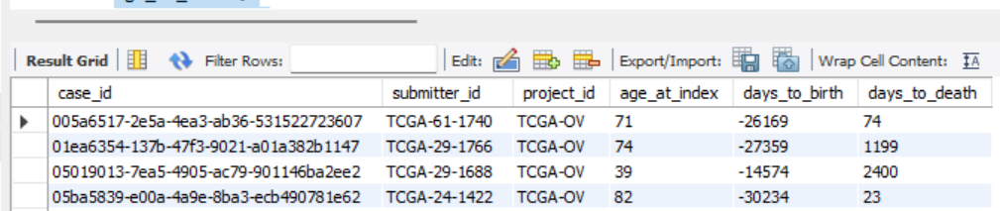 Result Grid Filter Rows: Edit: Export/Import: Wrap Cell Content:
case_id submitter_id project_id age_at_index days_to_birth days_to_death
005a6517-2e5a-4ea3-ab36-531522723607 TCGA-61-1740 TCGA-OV 71 -26169 74
01ea6354-137b-47f3-9021-a01a382b1147 TCGA-29-1766 TCGA-OV 74 -27359 1199
05019013-7ea5-4905-ac79-901146ba2ee2 TCGA-29-1688 TCGA-OV 39 -14574 2400
05ba5839-e00a-4a9e-8ba3-ecb490781e62 TCGA-24-1422 TCGA-OV 82 -30234 23